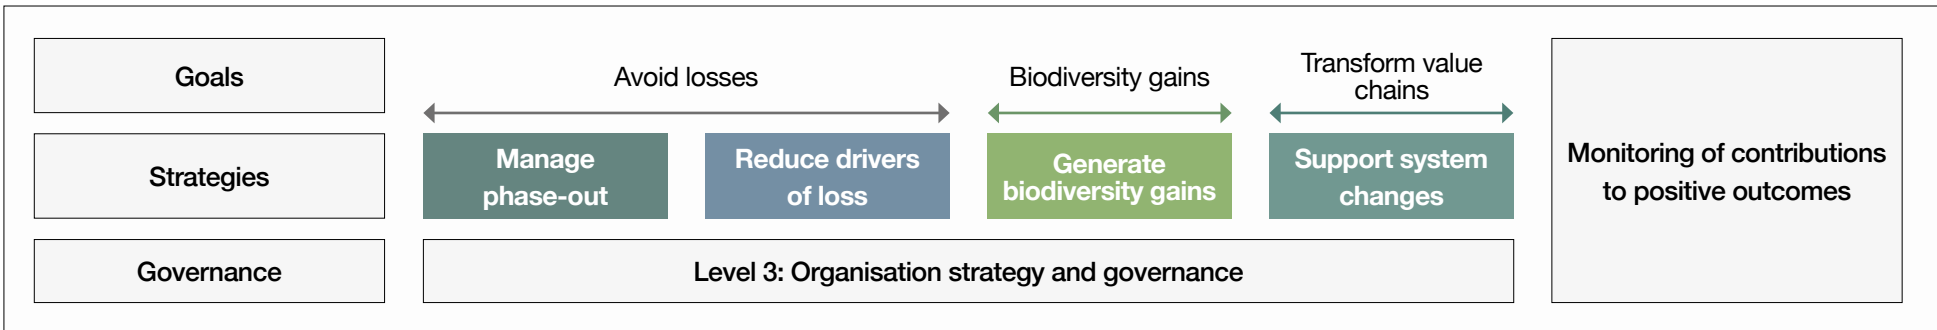 Goals
Avoid losses
Biodiversity gains
Transform value
chains
Strategies
Manage
phase-out
Reduce drivers
of loss
Generate
biodiversity gains
Support system
changes
Governance
Level 3: Organisation strategy and governance
Monitoring of contributions
to positive outcomes